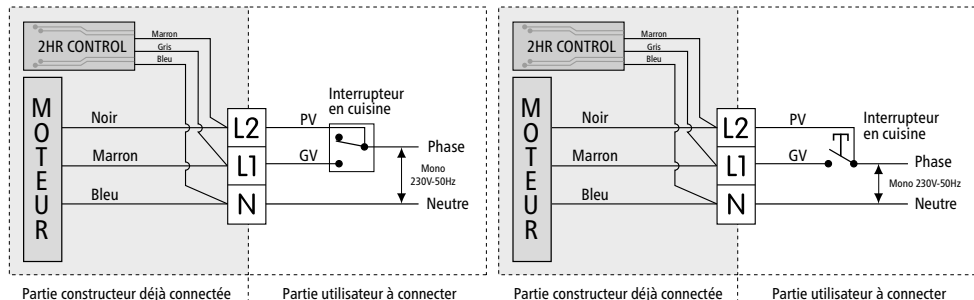 2HR CONTROL
Marron
Gris
Bleu
MOTEUR
Noir
Marron
Bleu
L2
L1
N
PV
GV
Interrupteur
en cuisine
Phase
Mono
230V-50Hz
Neutre
Partie constructeur déjà connectée
Partie utilisateur à connecter
2HR CONTROL
Marron
Gris
Bleu
MOTEUR
Noir
Marron
Bleu
L2
L1
N
PV
GV
Interrupteur
en cuisine
Phase
Mono 230V-50Hz
Neutre
Partie constructeur déjà connectée
Partie utilisateur à connecter